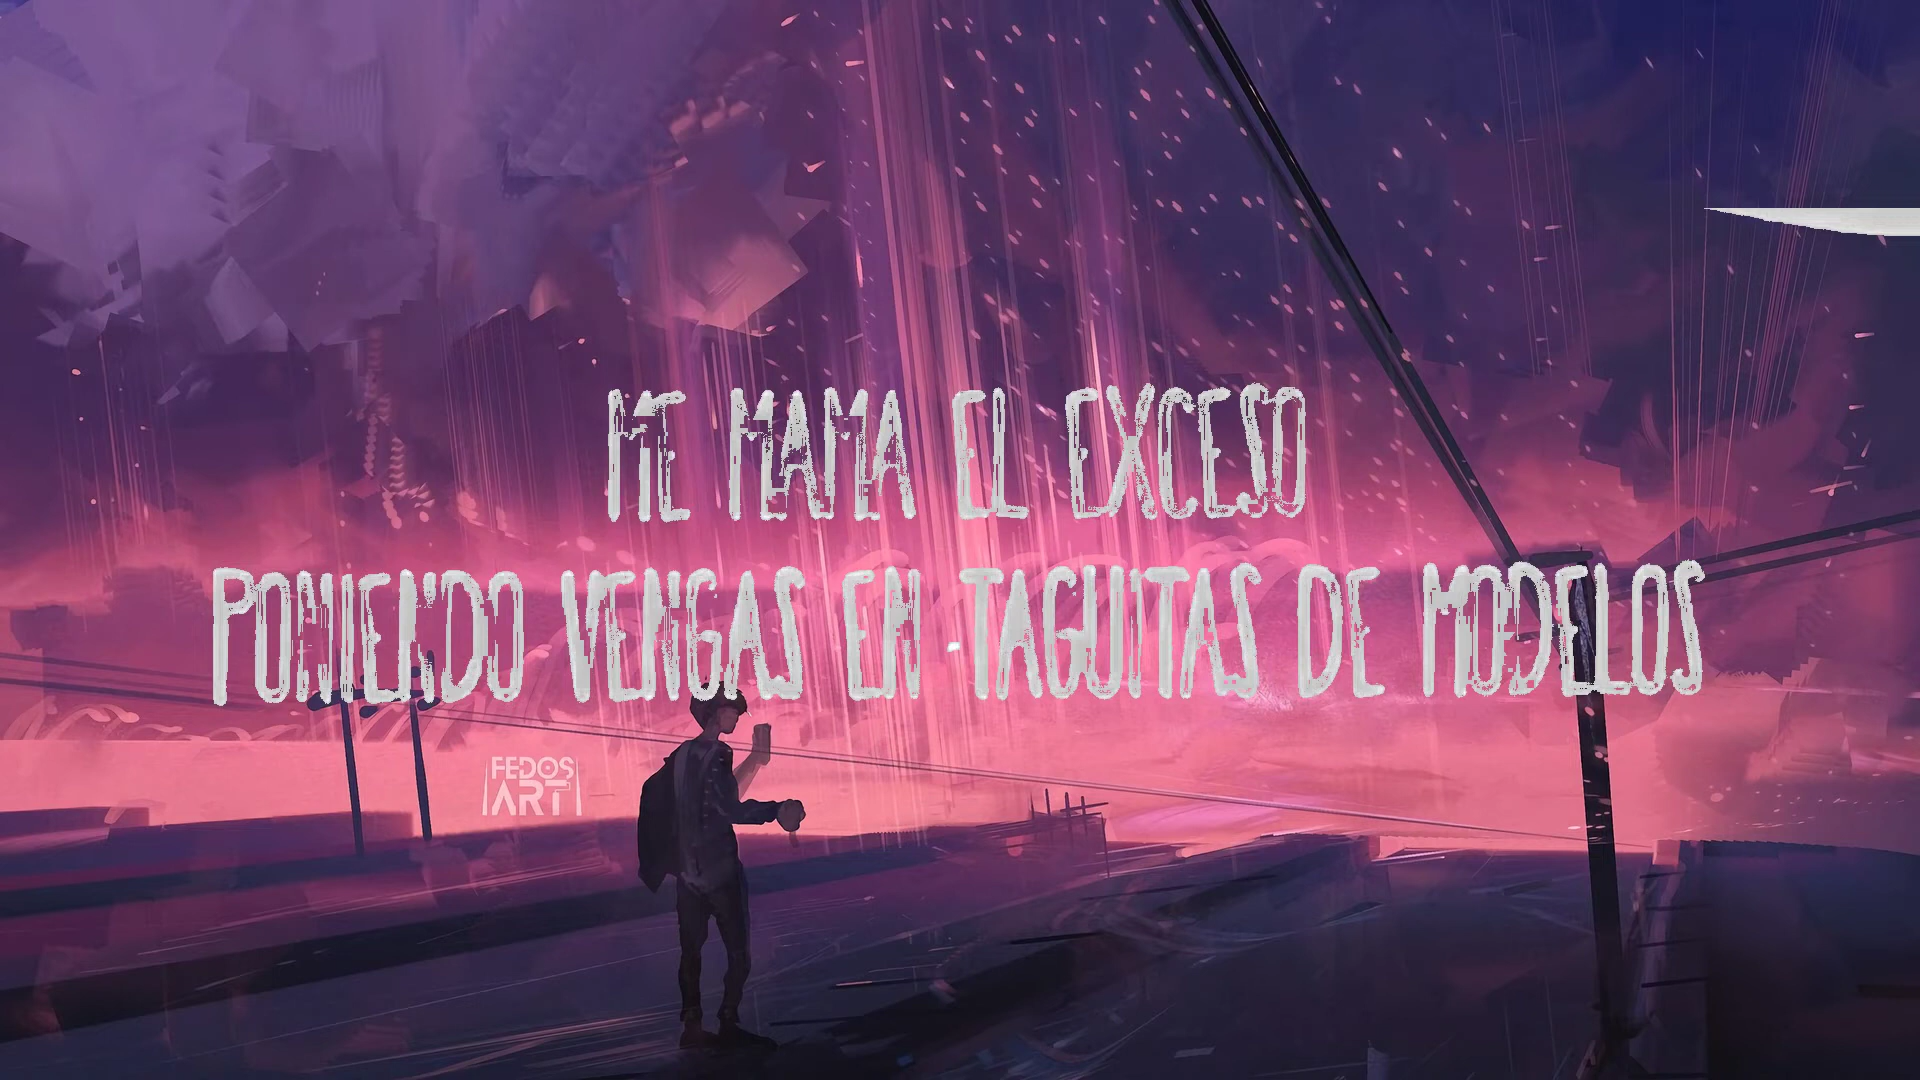 ME MAMA EL EXCESO
PONIENDO VENGAS EN TAGUITAS DE MODELOS
FEDOS
ART